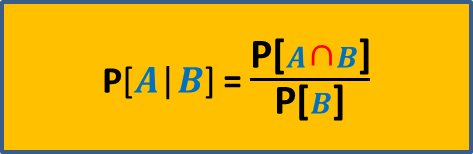 P[A|B] = P[A∩B] / P[B]